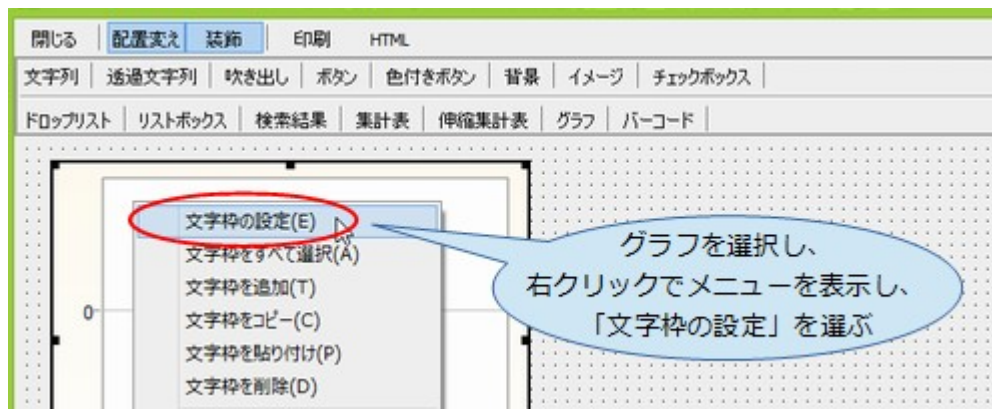 閉じる 配置変え 装飾 印刷 HTML
文字列 透過文字列 吹き出し ボタン 色付きボタン 背景 イメージ チェックボックス
ドロップリスト リストボックス 検索結果 集計表 伸縮集計表 グラフ バーコード
文字枠の設定(E)
文字枠をすべて選択(A)
文字枠を追加(T)
文字枠をコピー(C)
文字枠を貼り付け(P)
文字枠を削除(D)
0
グラフを選択し、
右クリックでメニューを表示し、
「文字枠の設定」を選ぶ